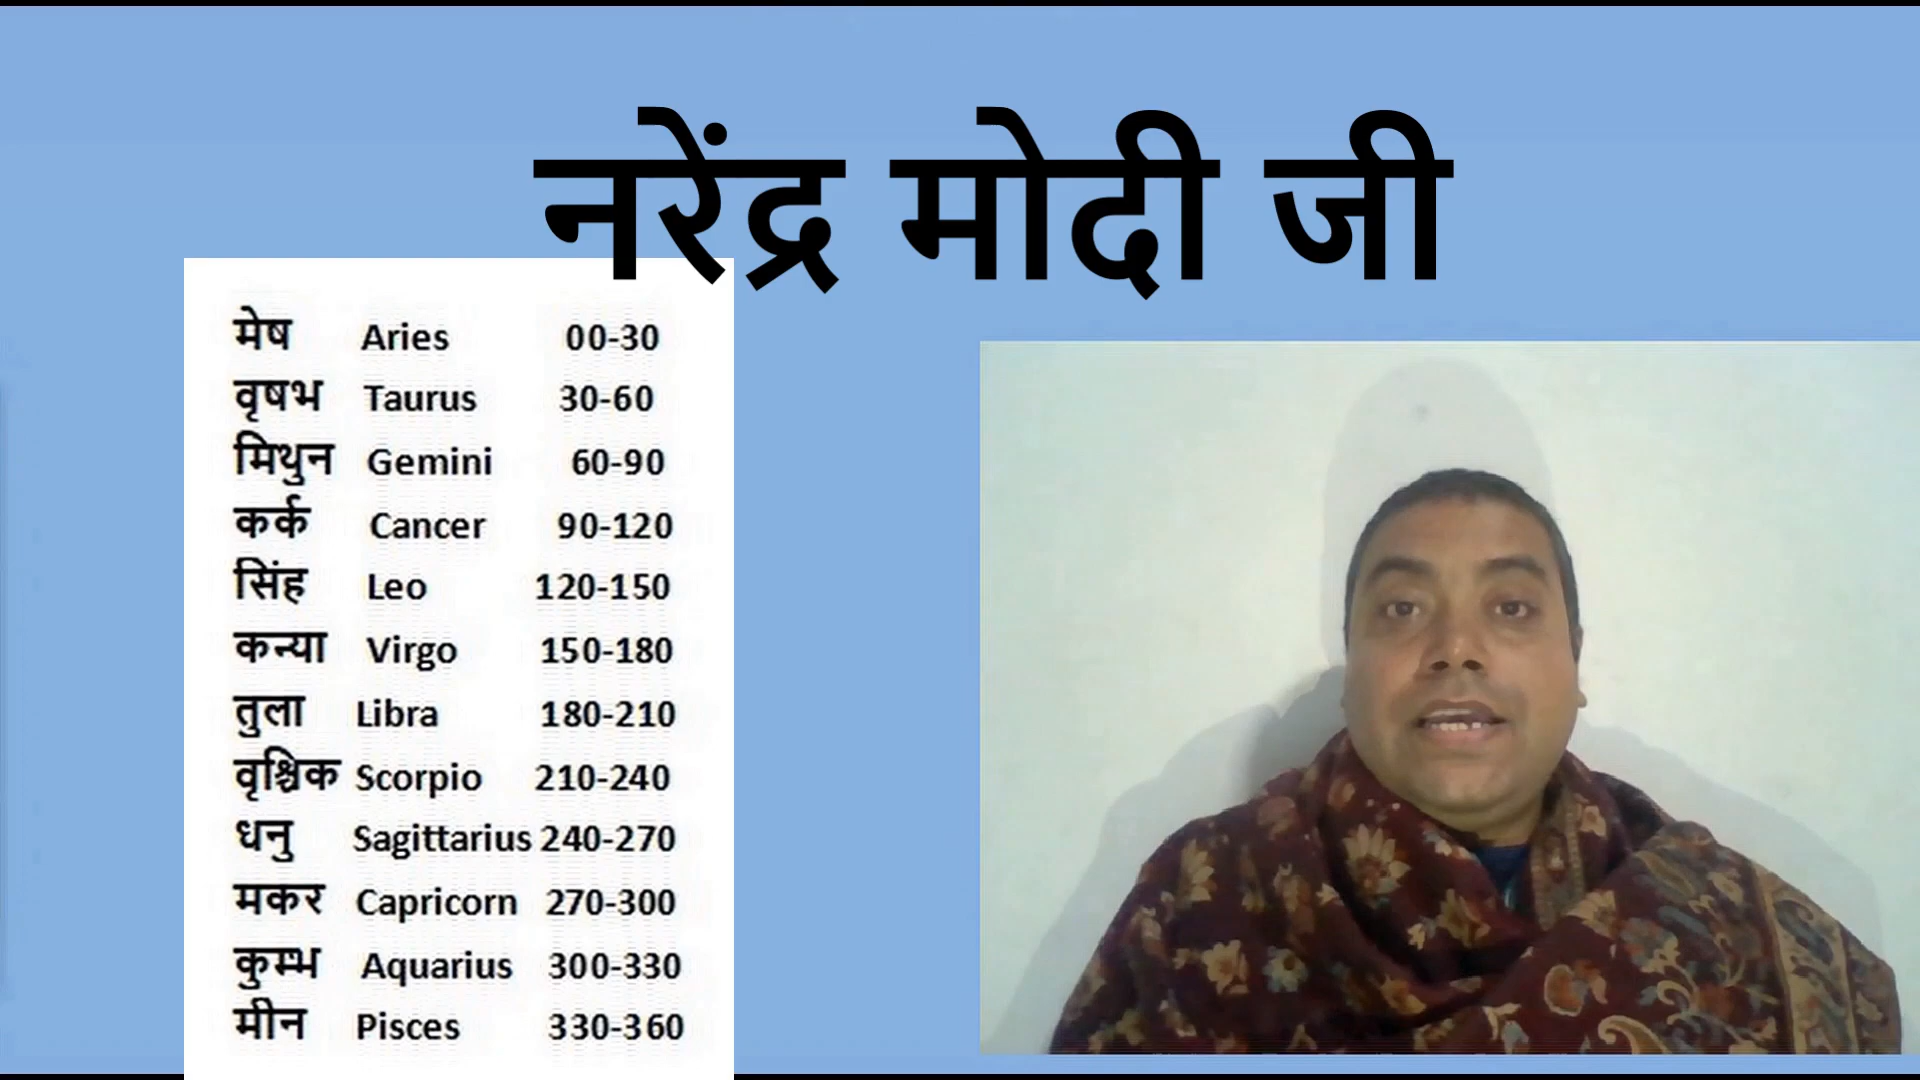 नरेंद्र मोदी जी
मेष Aries 00-30
वृषभ Taurus 30-60
मिथुन Gemini 60-90
कर्क Cancer 90-120
सिंह Leo 120-150
कन्या Virgo 150-180
तुला Libra 180-210
वृश्चिक Scorpio 210-240
धनु Sagittarius 240-270
मकर Capricorn 270-300
कुम्भ Aquarius 300-330
मीन Pisces 330-360